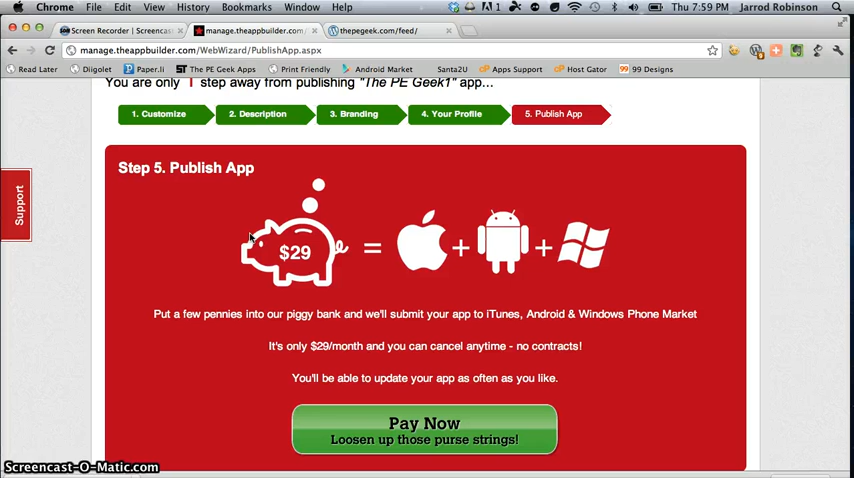 Chrome File Edit View History Bookmarks Window Help 1 Thu 7:59 PM Jarrod Robinson
Screen Recorder | Screencast manage.theappbuilder.com/ thepegeek.com/feed/
manage.theappbuilder.com/WebWizard/PublishApp.aspx
Read Later Diigolet Paper.li The PE Geek Apps Print Friendly Android Market Santa2U Apps Support Host Gator 99 Designs
You are only 1 step away from publishing "The PE Geek1" app...
1. Customize 2. Description 3. Branding 4. Your Profile 5. Publish App
Support
Step 5. Publish App
$29 = + +
Put a few pennies into our piggy bank and we'll submit your app to iTunes, Android & Windows Phone Market
It's only $29/month and you can cancel anytime - no contracts!
You'll be able to update your app as often as you like.
Pay Now
Loosen up those purse strings!
Screencast-O-Matic.com